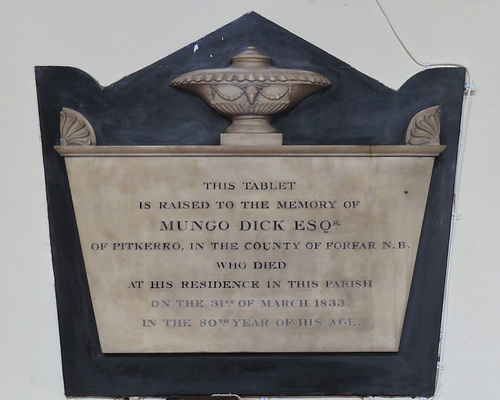 THIS TABLET
IS RAISED TO THE MEMORY OF
MUNGO DICK ESQR.
OF PITKERRO, IN THE COUNTY OF FORFAR N.B.
WHO DIED
AT HIS RESIDENCE IN THIS PARISH
ON THE 31ST OF MARCH 1833.
IN THE 80TH YEAR OF HIS AGE.